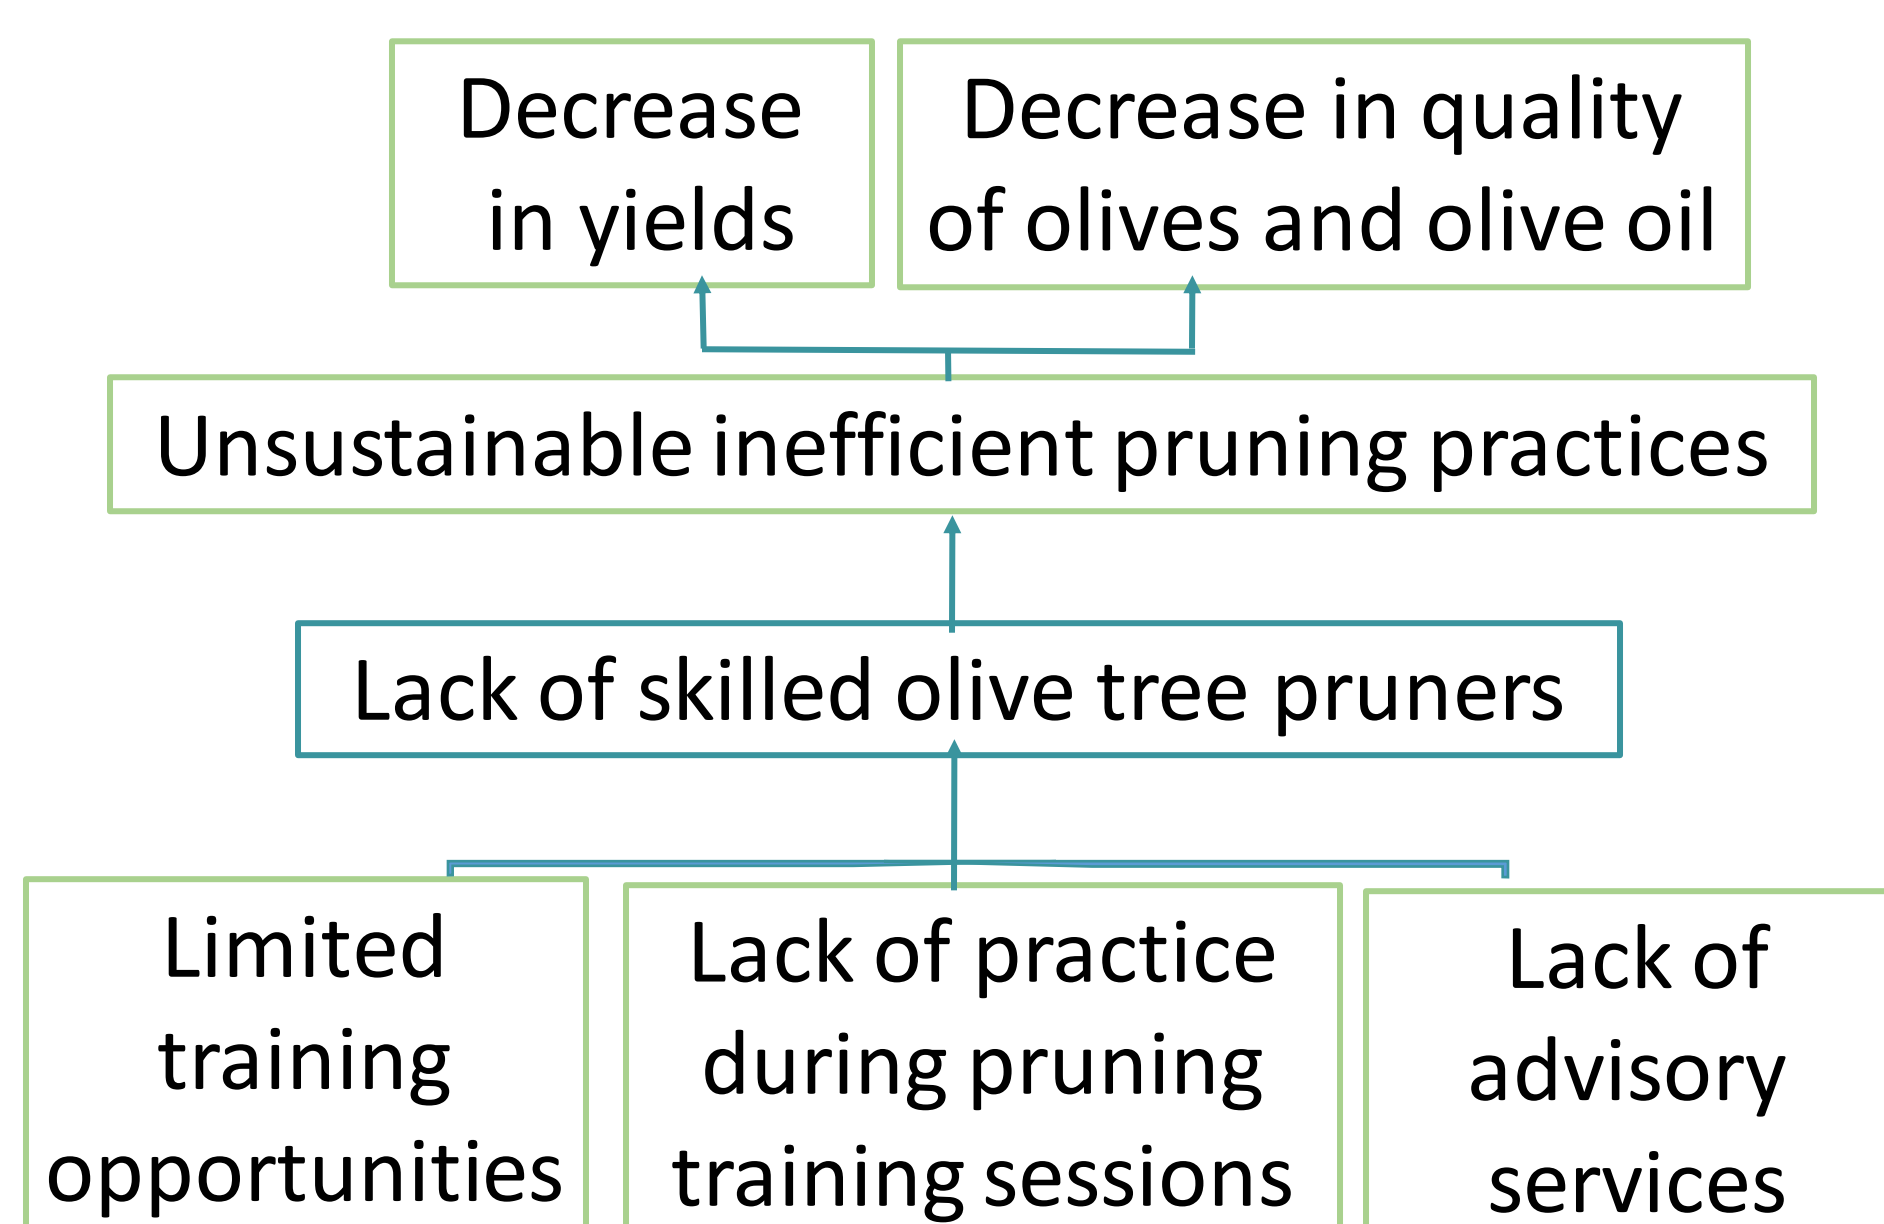 Decrease
in yields
Decrease in quality
of olives and olive oil
Unsustainable inefficient pruning practices
Lack of skilled olive tree pruners
Limited
training
opportunities
Lack of practice
during pruning
training sessions
Lack of
advisory
services